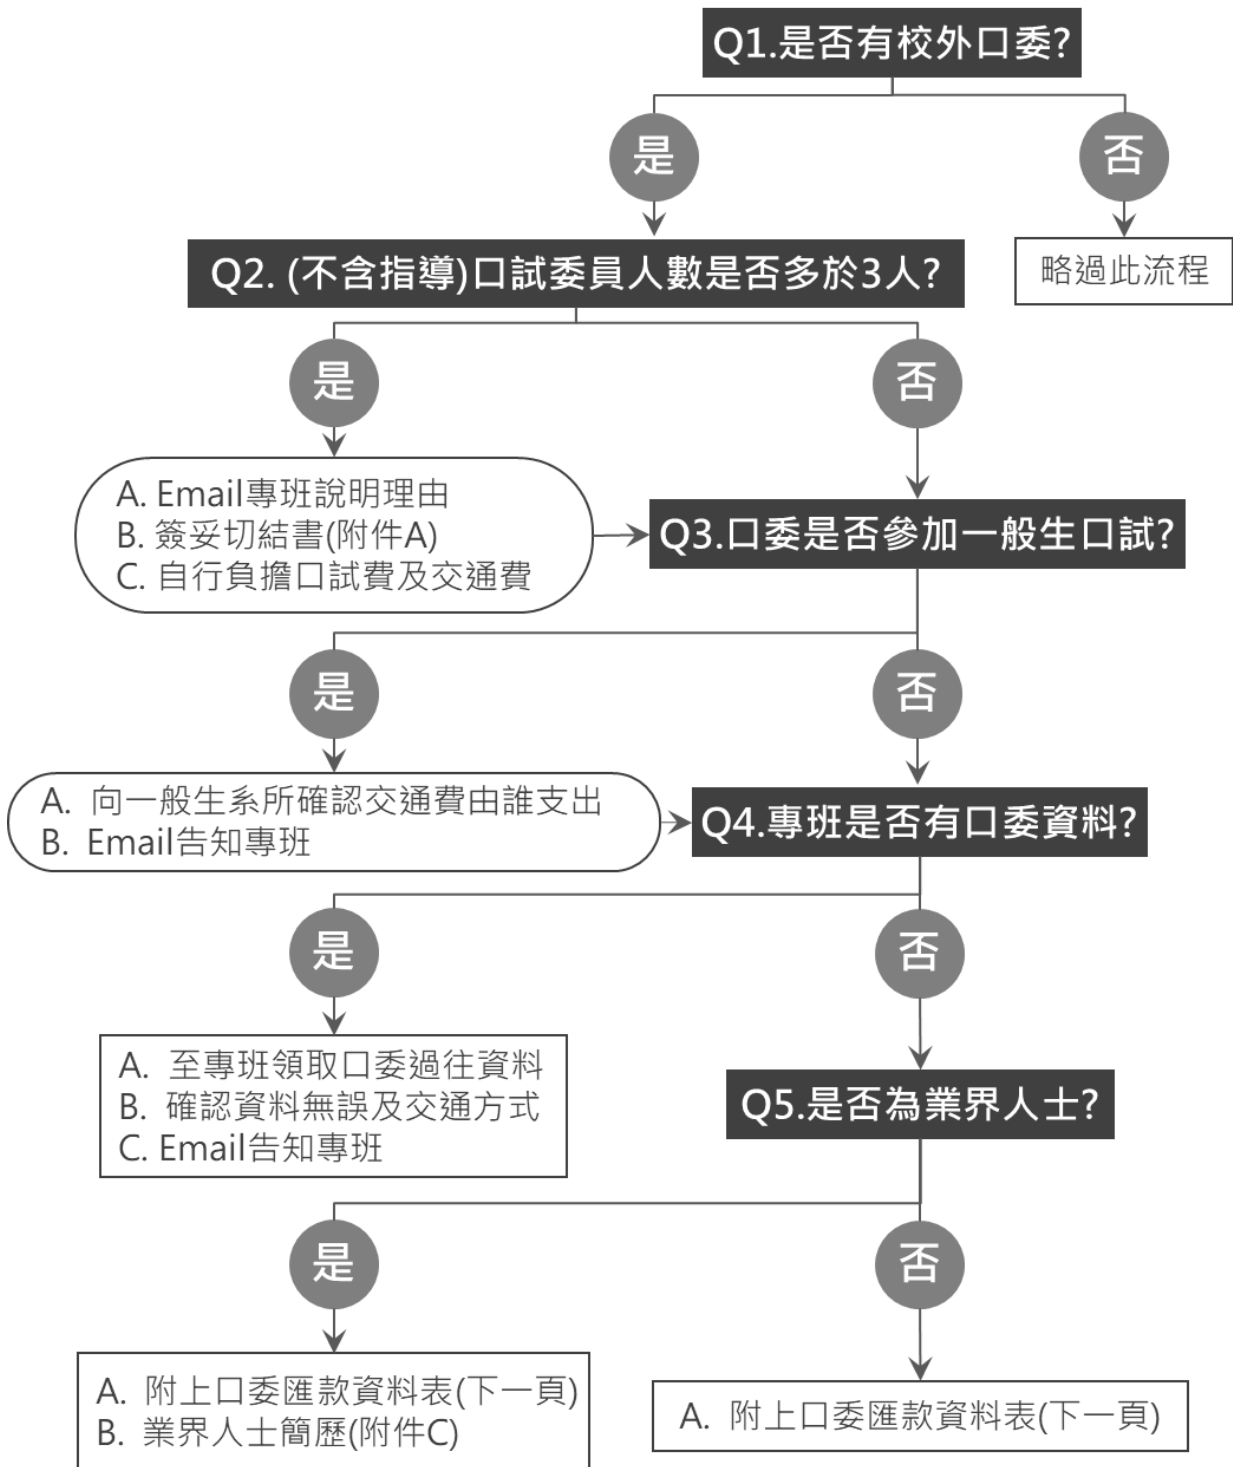 Q1.是否有校外口委?
是
否
Q2. (不含指導)口試委員人數是否多於3人?
略過此流程
是
否
A. Email專班說明理由
B. 簽妥切結書(附件A)
C. 自行負擔口試費及交通費
Q3.口委是否參加一般生口試?
是
否
A. 向一般生系所確認交通費由誰支出
B. Email告知專班
Q4.專班是否有口委資料?
是
否
A. 至專班領取口委過往資料
B. 確認資料無誤及交通方式
C. Email告知專班
Q5.是否為業界人士?
是
否
A. 附上口委匯款資料表(下一頁)
B. 業界人士簡歷(附件C)
A. 附上口委匯款資料表(下一頁)